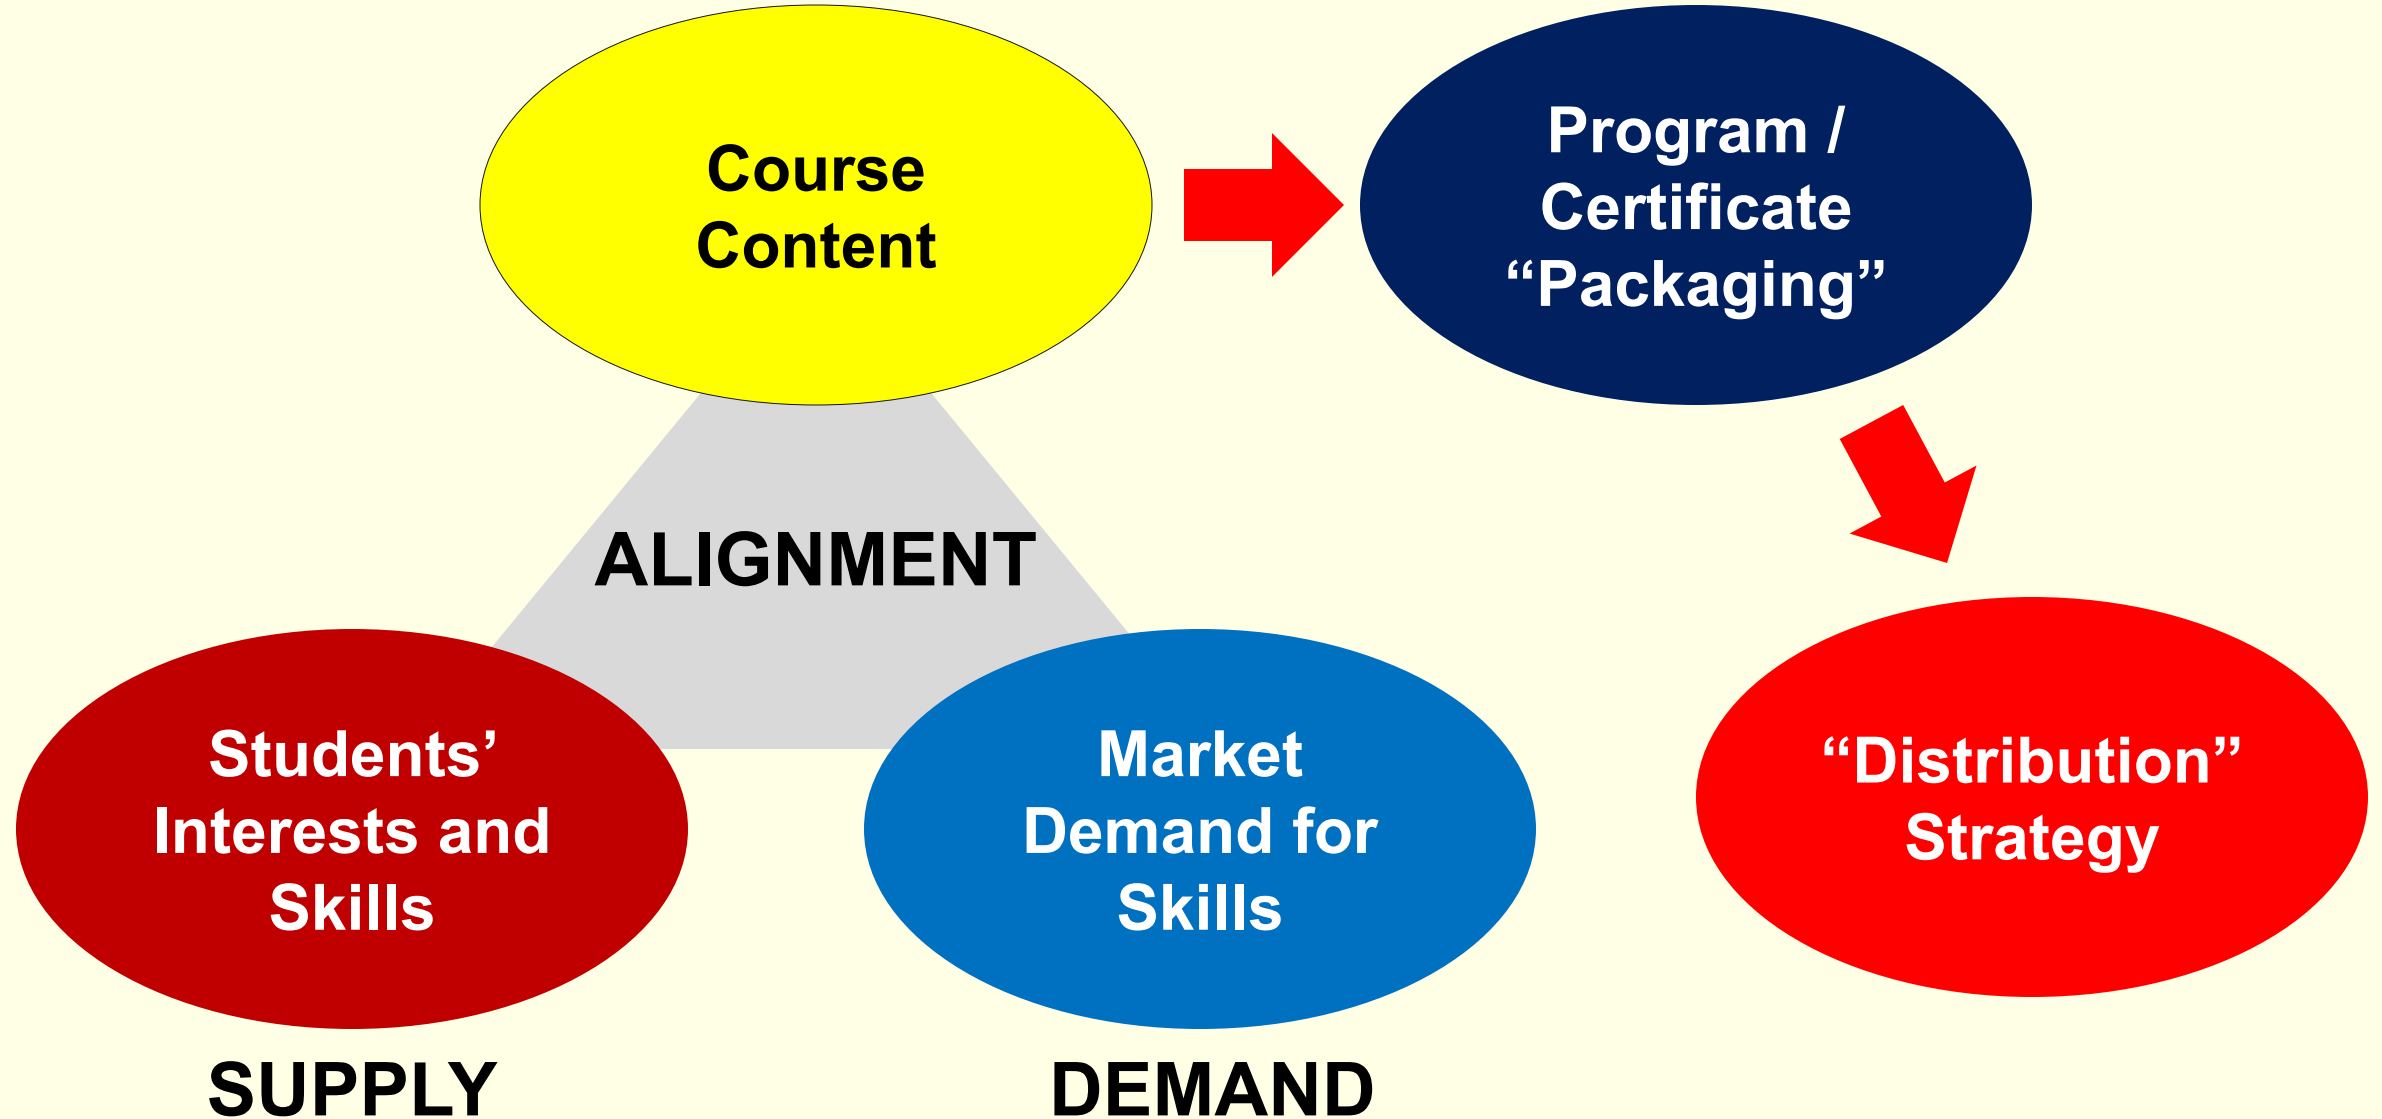 Course
Content
Program /
Certificate
“Packaging”
ALIGNMENT
Students’
Interests and
Skills
Market
Demand for
Skills
“Distribution”
Strategy
SUPPLY
DEMAND